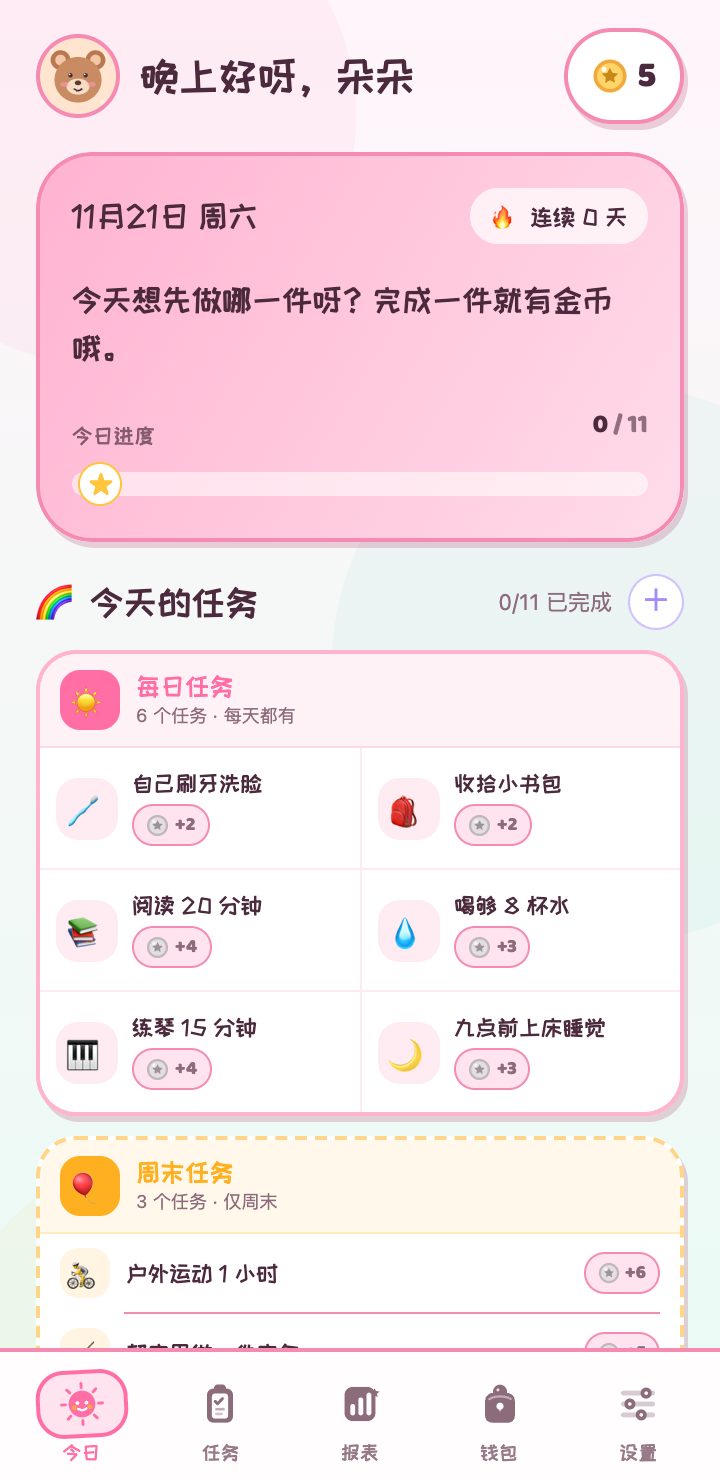 晚上好呀，朵朵
5
11月21日 周六
连续 0 天
今天想先做哪一件呀？完成一件就有金币
哦。
今日进度
0 / 11
今天的任务
0/11 已完成
每日任务
6 个任务 · 每天都有
自己刷牙洗脸
+2
收拾小书包
+2
阅读 20 分钟
+4
喝够 8 杯水
+3
练琴 15 分钟
+4
九点前上床睡觉
+3
周末任务
3 个任务 · 仅周末
户外运动 1 小时
+6
今日
任务
报表
钱包
设置